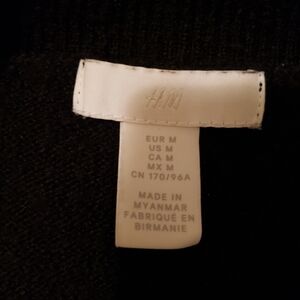 H&M
EUR M
US M
CA M
MX M
CN 170/96A
MADE IN
MYANMAR
FABRIQUÉ EN
BIRMANIE